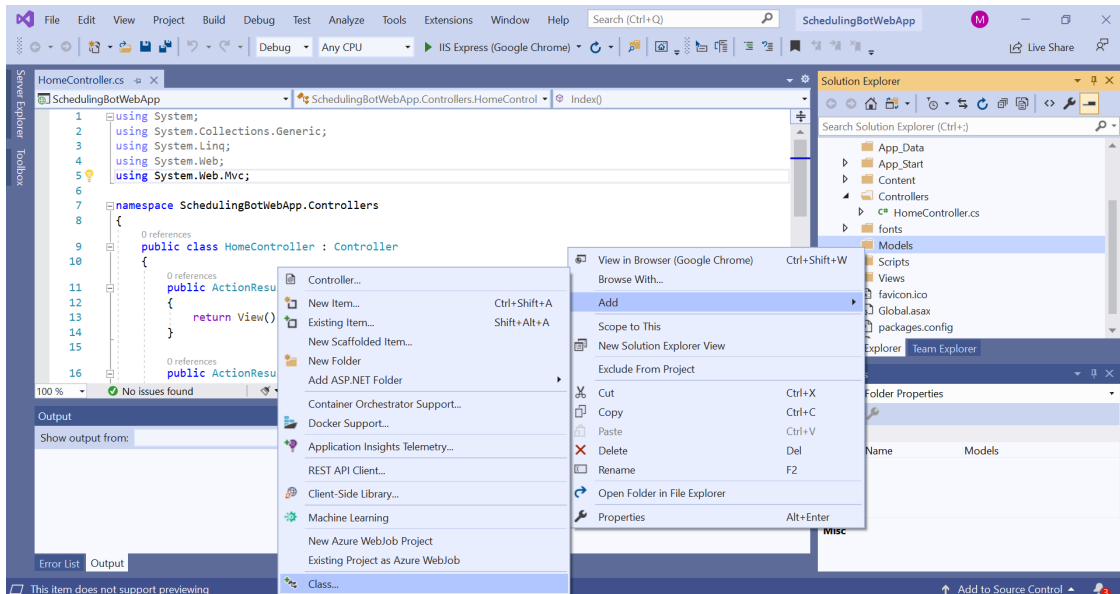 File Edit View Project Build Debug Test Analyze Tools Extensions Window Help Search (Ctrl+Q) SchedulingBotWebApp M
Debug Any CPU IIS Express (Google Chrome) Live Share
Server Explorer
Toolbox
HomeController.cs
SchedulingBotWebApp SchedulingBotWebApp.Controllers.HomeControl Index()
1 using System;
2 using System.Collections.Generic;
3 using System.Linq;
4 using System.Web;
5 using System.Web.Mvc;
6
7 namespace SchedulingBotWebApp.Controllers
8 {
0 references
9 public class HomeController : Controller
10 {
0 references
11 public ActionResu
12 {
13 return View()
14 }
15
0 references
16 public ActionResu
100 % No issues found
Output
Show output from:
Error List Output
This item does not support previewing
Controller...
New Item... Ctrl+Shift+A
Existing Item... Shift+Alt+A
New Scaffolded Item...
New Folder
Add ASP.NET Folder
Container Orchestrator Support...
Docker Support...
Application Insights Telemetry...
REST API Client...
Client-Side Library...
Machine Learning
New Azure WebJob Project
Existing Project as Azure WebJob
Class...
View in Browser (Google Chrome) Ctrl+Shift+W
Browse With...
Add
Scope to This
New Solution Explorer View
Exclude From Project
Cut Ctrl+X
Copy Ctrl+C
Paste Ctrl+V
Delete Del
Rename F2
Open Folder in File Explorer
Properties Alt+Enter
Solution Explorer
Search Solution Explorer (Ctrl+;)
App_Data
App_Start
Content
Controllers
C# HomeController.cs
fonts
Models
Scripts
Views
favicon.ico
Global.asax
packages.config
Explorer Team Explorer
Folder Properties
Name Models
Misc
Add to Source Control